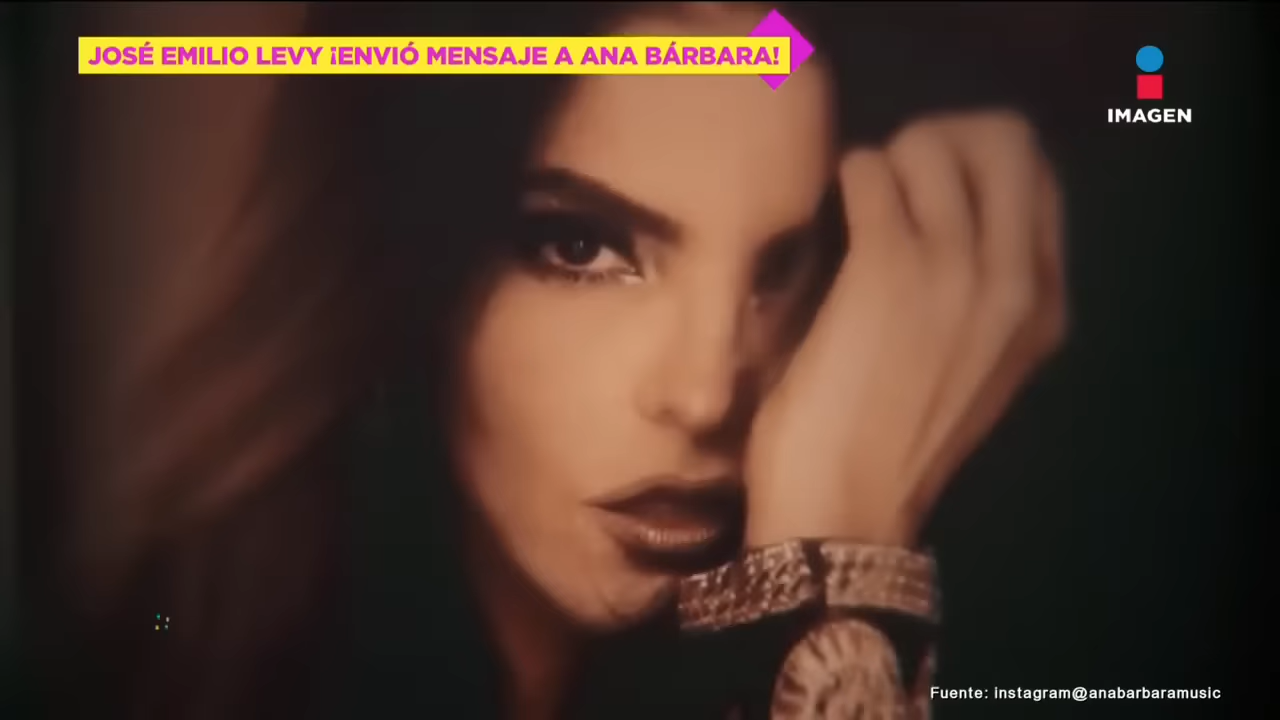 JOSÉ EMILIO LEVY ¡ENVIÓ MENSAJE A ANA BÁRBARA!
IMAGEN
Fuente: instagram@anabarbaramusic